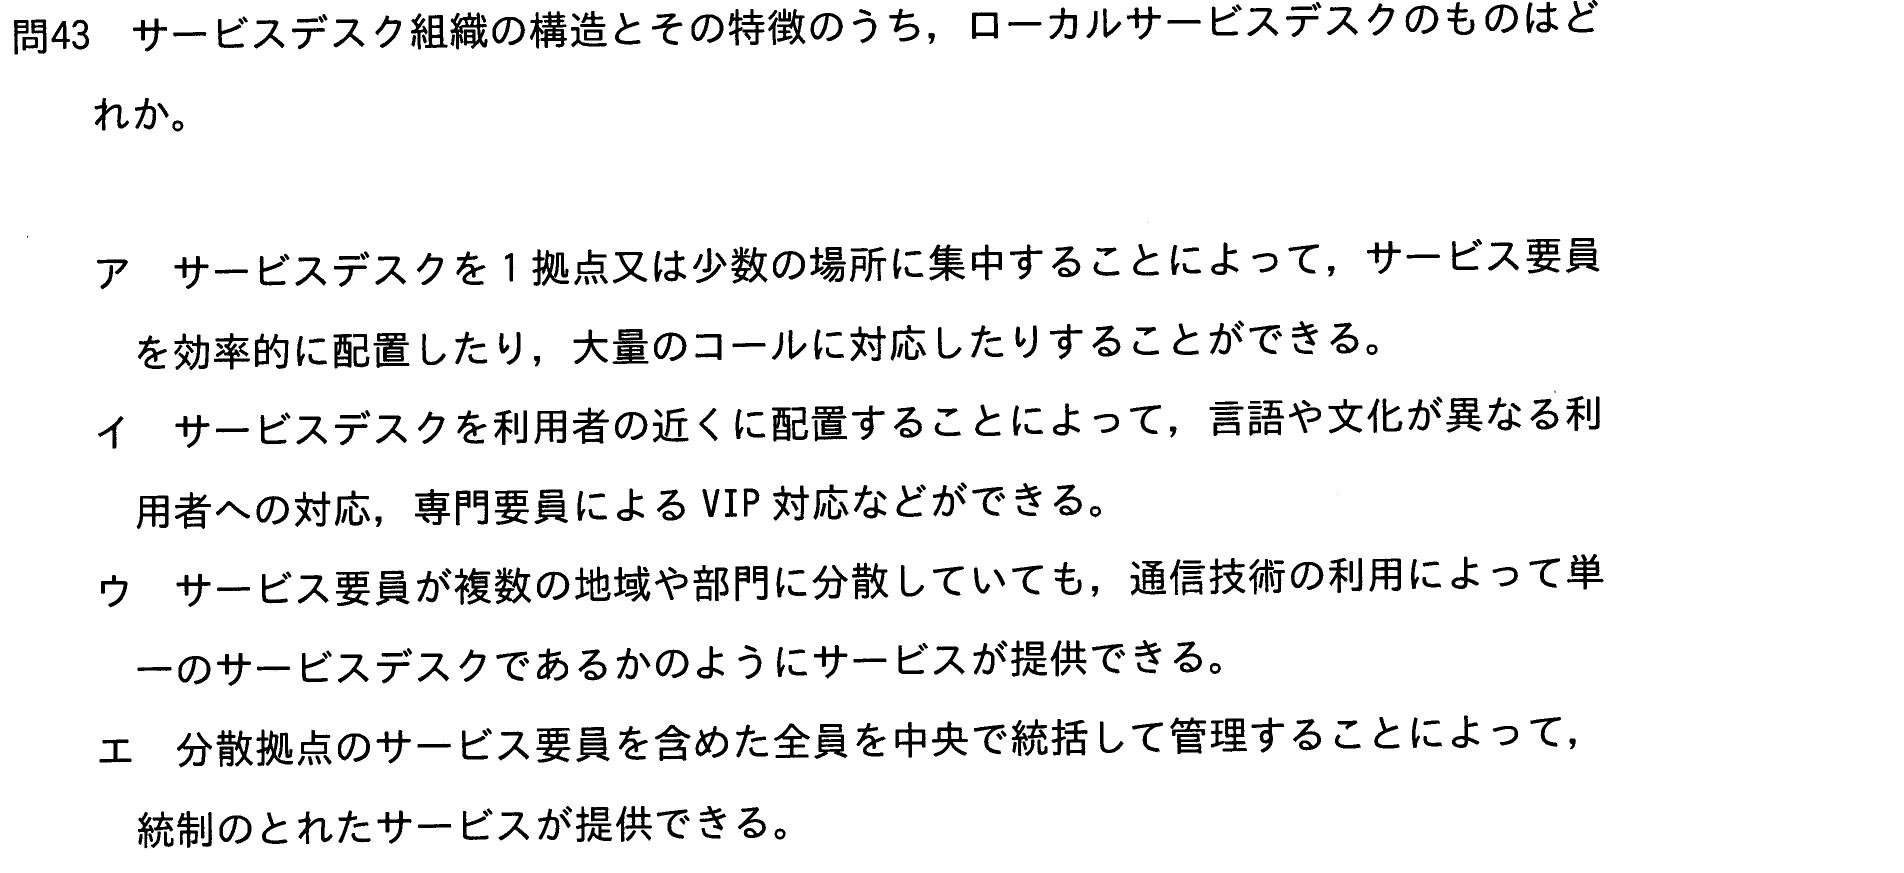 問43　サービスデスク組織の構造とその特徴のうち，ローカルサービスデスクのものはど
れか。
ア　サービスデスクを1拠点又は少数の場所に集中することによって，サービス要員
を効率的に配置したり，大量のコールに対応したりすることができる。
イ　サービスデスクを利用者の近くに配置することによって，言語や文化が異なる利
用者への対応，専門要員によるVIP対応などができる。
ウ　サービス要員が複数の地域や部門に分散していても，通信技術の利用によって単
一のサービスデスクであるかのようにサービスが提供できる。
エ　分散拠点のサービス要員を含めた全員を中央で統括して管理することによって，
統制のとれたサービスが提供できる。